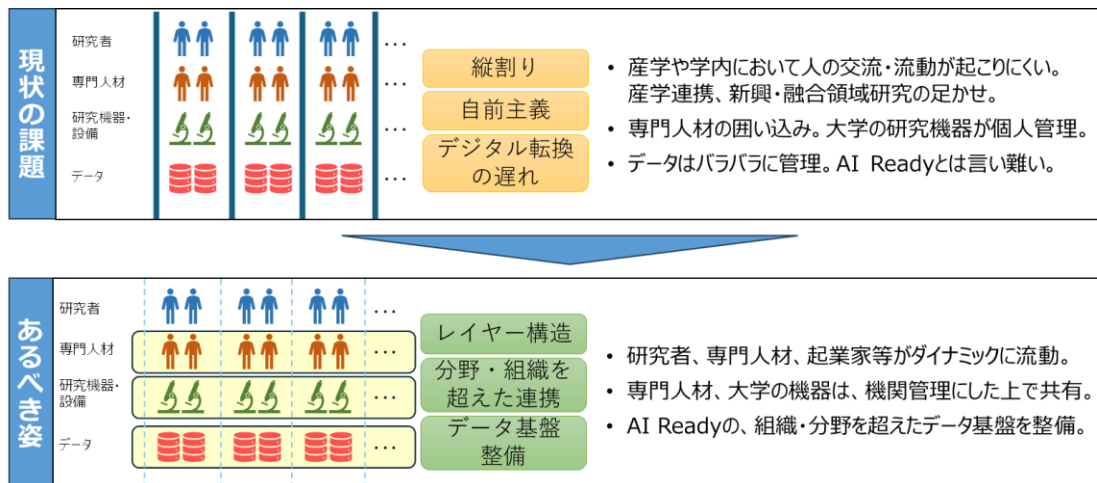 現状の課題
研究者
専門人材
研究機器・
設備
データ
…
…
…
…
縦割り
自前主義
デジタル転換
の遅れ
• 産学や学内において人の交流・流動が起こりにくい。
産学連携、新興・融合領域研究の足かせ。
• 専門人材の囲い込み。大学の研究機器が個人管理。
• データはバラバラに管理。AI Readyとは言い難い。
あるべき姿
研究者
専門人材
研究機器・
設備
データ
…
…
…
…
レイヤー構造
分野・組織を
超えた連携
データ基盤
整備
• 研究者、専門人材、起業家等がダイナミックに流動。
• 専門人材、大学の機器は、機関管理にした上で共有。
• AI Readyの、組織・分野を超えたデータ基盤を整備。